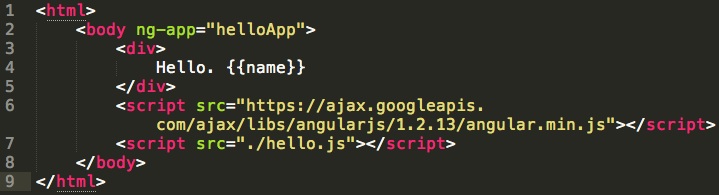 1 <html>
2 <body ng-app="helloApp">
3 <div>
4 Hello. {{name}}
5 </div>
6 <script src="https://ajax.googleapis.
com/ajax/libs/angularjs/1.2.13/angular.min.js"></script>
7 <script src="./hello.js"></script>
8 </body>
9 </html>